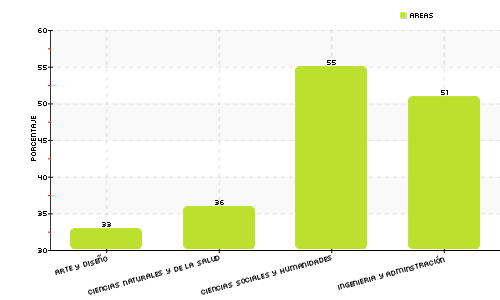 AREAS
60
55
50
45
40
35
30
PORCENTAJE
33
36
55
51
ARTE Y DISEÑO
CIENCIAS NATURALES Y DE LA SALUD
CIENCIAS SOCIALES Y HUMANIDADES
INGENIERIA Y ADMINISTRACIÓN